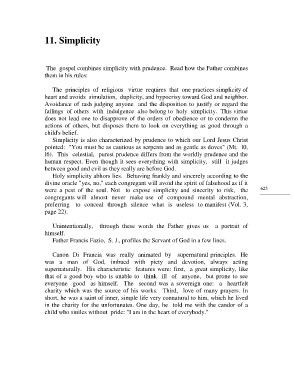 11. Simplicity
The gospel combines simplicity with prudence. Read how the Father combines
them in his rules:
The principles of religious virtue requires that one practices simplicity of
heart and avoids simulation, duplicity, and hypocrisy toward God and neighbor.
Avoidance of rash judging anyone and the disposition to justify or regard the
failings of others with indulgence also belong to holy simplicity. This virtue
does not lead one to disapprove of the orders of obedience or to condemn the
actions of others, but disposes them to look on everything as good through a
child's belief.
Simplicity is also characterized by prudence to which our Lord Jesus Christ
pointed: "You must be as cautious as serpents and as gentle as doves" (Mt. 10,
16). This celestial, purest prudence differs from the worldly prudence and the
human respect. Even though it sees everything with simplicity, still it judges
between good and evil as they really are before God.
Holy simplicity abhors lies. Behaving frankly and sincerely according to the
divine oracle "yes, no," each congregant will avoid the spirit of falsehood as if it
were a pest of the soul. Not to expose simplicity and sincerity to risk, the
congregants will almost never make use of compound mental abstraction,
preferring to conceal through silence what is useless to manifest (Vol. 3,
page 22).
625
Unintentionally, through these words the Father gives us a portrait of
himself.
Father Francis Fazio, S. J., profiles the Servant of God in a few lines.
Canon Di Francia was really animated by supernatural principles. He
was a man of God, imbued with piety and devotion, always acting
supernaturally. His characteristic features were: first, a great simplicity, like
that of a good boy who is unable to think ill of anyone, but prone to see
everyone good as himself. The second was a sovereign one: a heartfelt
charity which was the source of his works. Third, love of many prayers. In
short, he was a saint of inner, simple life very connatural to him, which he lived
in the charity for the unfortunates. One day, he told me with the candor of a
child who smiles without pride: "I am in the heart of everybody."